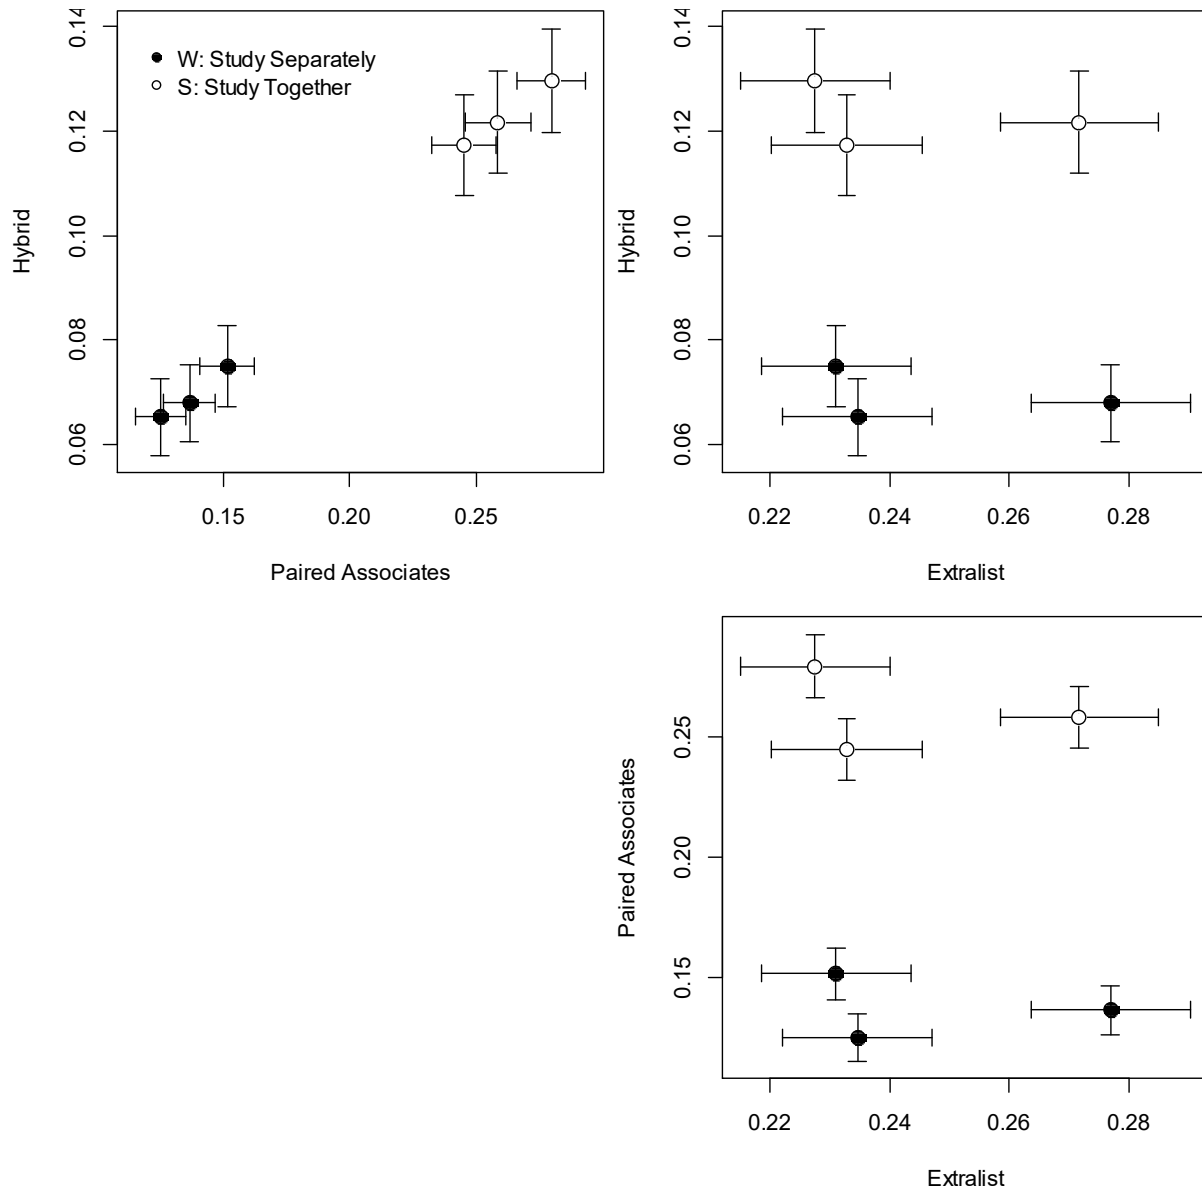 W: Study Separately
S: Study Together
0.14
0.12
0.10
0.08
0.06
Hybrid
0.15 0.20 0.25
Paired Associates
0.14
0.12
0.10
0.08
0.06
Hybrid
0.22 0.24 0.26 0.28
Extralist
0.25
0.20
0.15
Paired Associates
0.22 0.24 0.26 0.28
Extralist